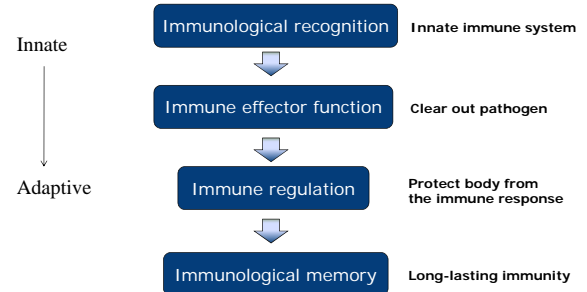 Immunological recognition
Innate immune system
Innate
Immune effector function
Clear out pathogen
Adaptive
Immune regulation
Protect body from
the immune response
Immunological memory
Long-lasting immunity